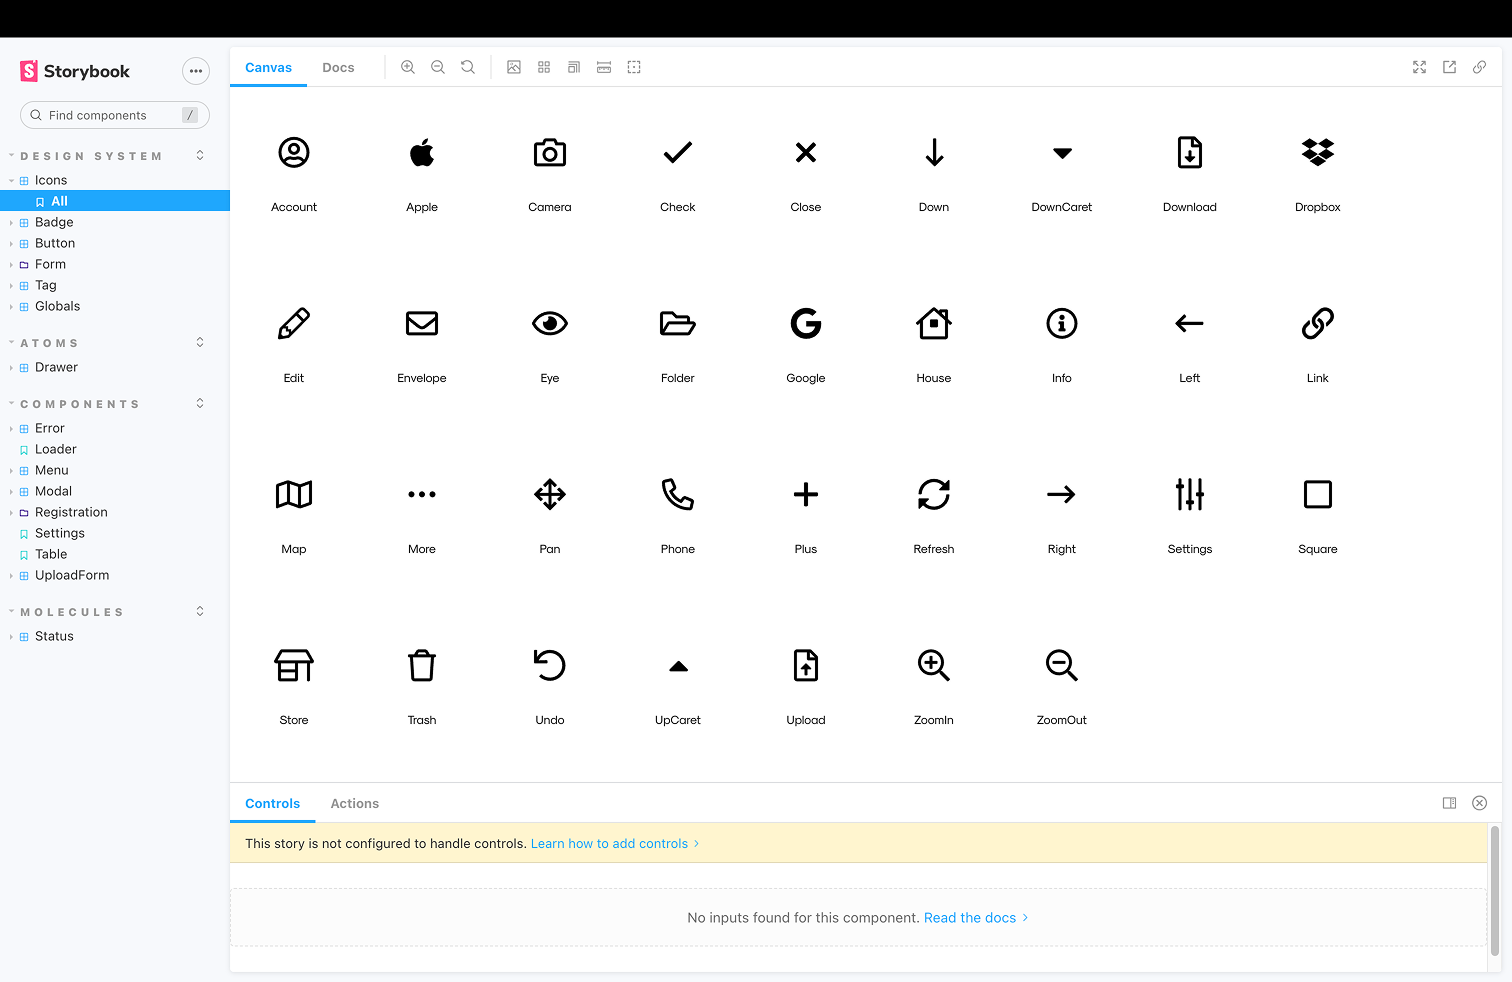 Storybook
Find components /
DESIGN SYSTEM
Icons
All
Badge
Button
Form
Tag
Globals
ATOMS
Drawer
COMPONENTS
Error
Loader
Menu
Modal
Registration
Settings
Table
UploadForm
MOLECULES
Status
Canvas Docs
Account Apple Camera Check Close Down DownCaret Download Dropbox
Edit Envelope Eye Folder Google House Info Left Link
Map More Pan Phone Plus Refresh Right Settings Square
Store Trash Undo UpCaret Upload ZoomIn ZoomOut
Controls Actions
This story is not configured to handle controls. Learn how to add controls
No inputs found for this component. Read the docs